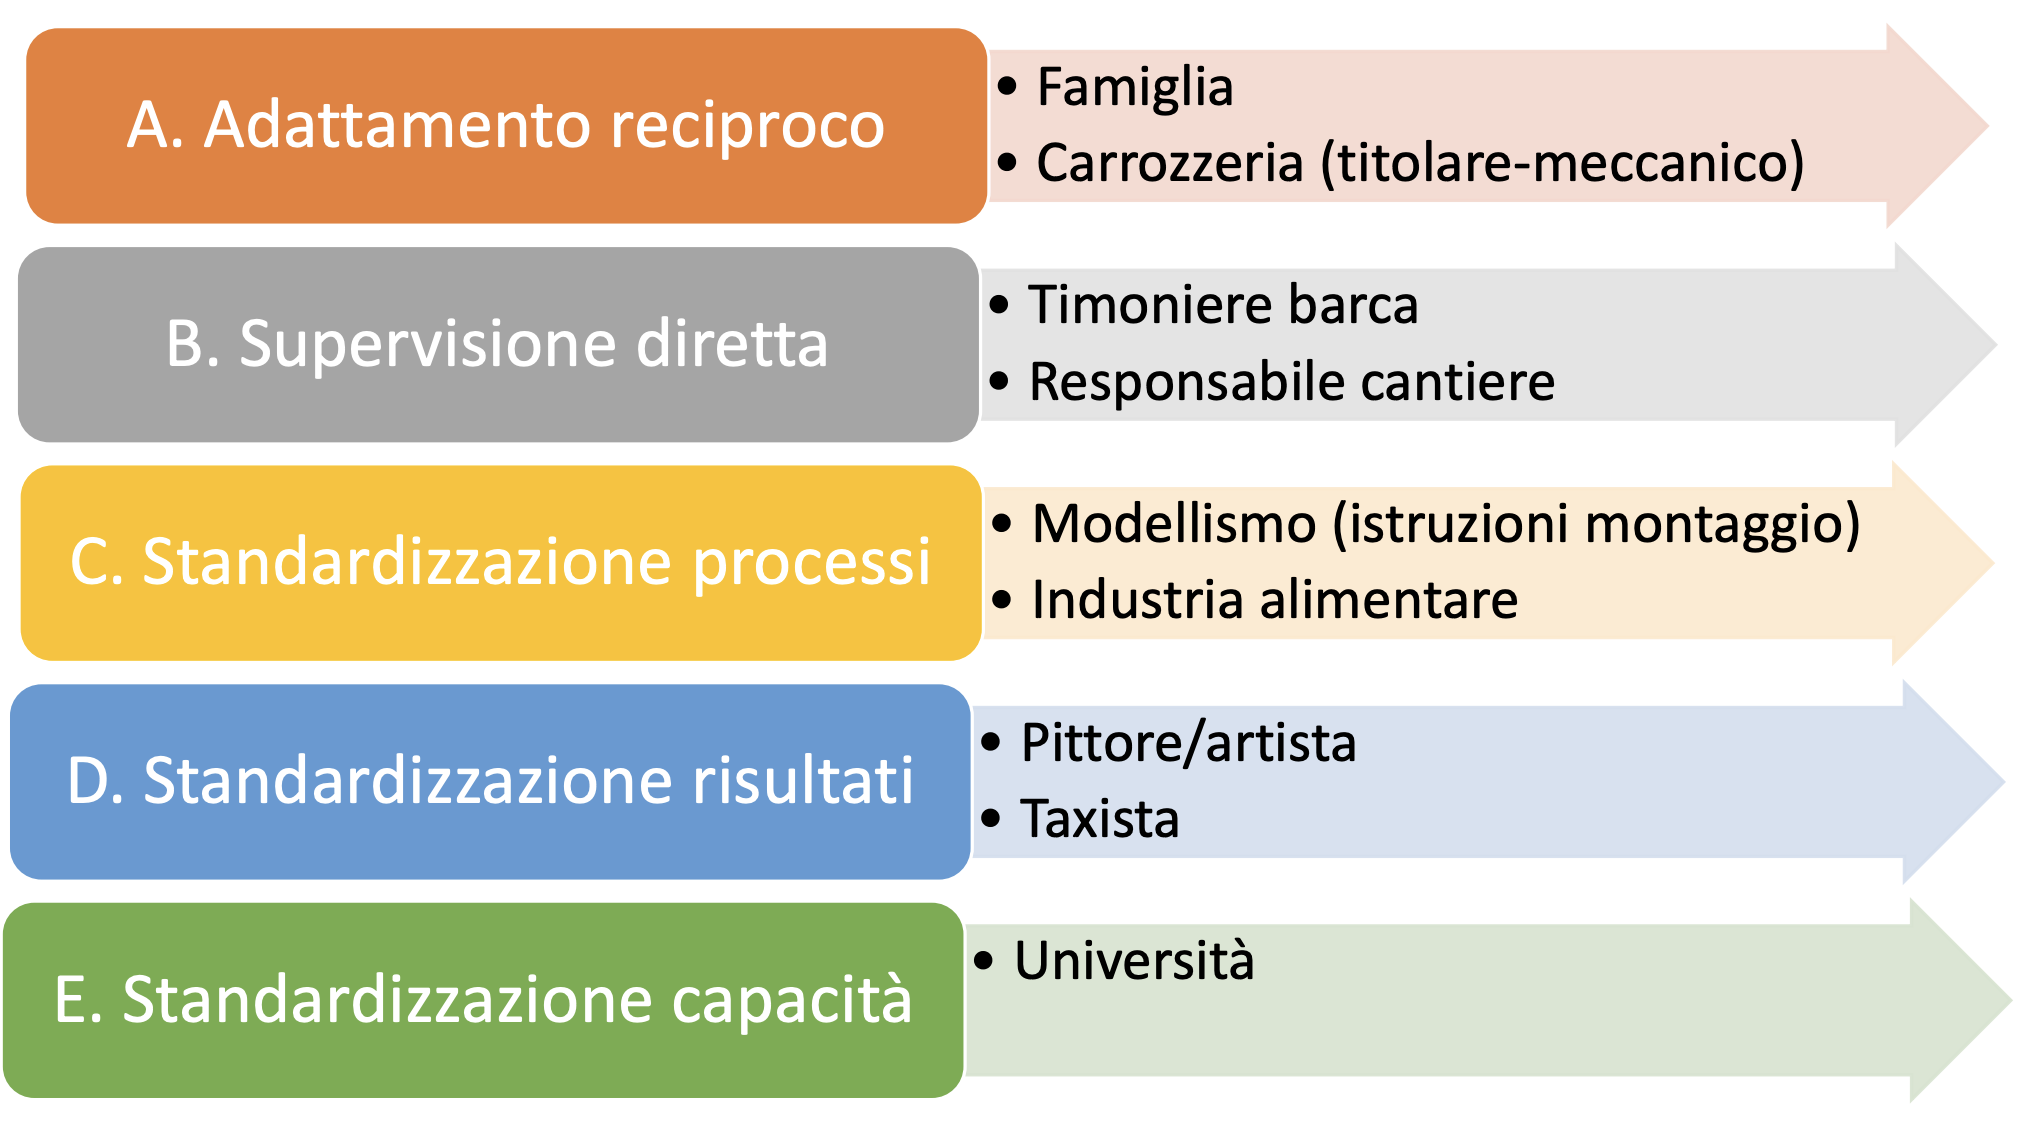 A. Adattamento reciproco
• Famiglia
• Carrozzeria (titolare-meccanico)
B. Supervisione diretta
• Timoniere barca
• Responsabile cantiere
C. Standardizzazione processi
• Modellismo (istruzioni montaggio)
• Industria alimentare
D. Standardizzazione risultati
• Pittore/artista
• Taxista
E. Standardizzazione capacità
• Università